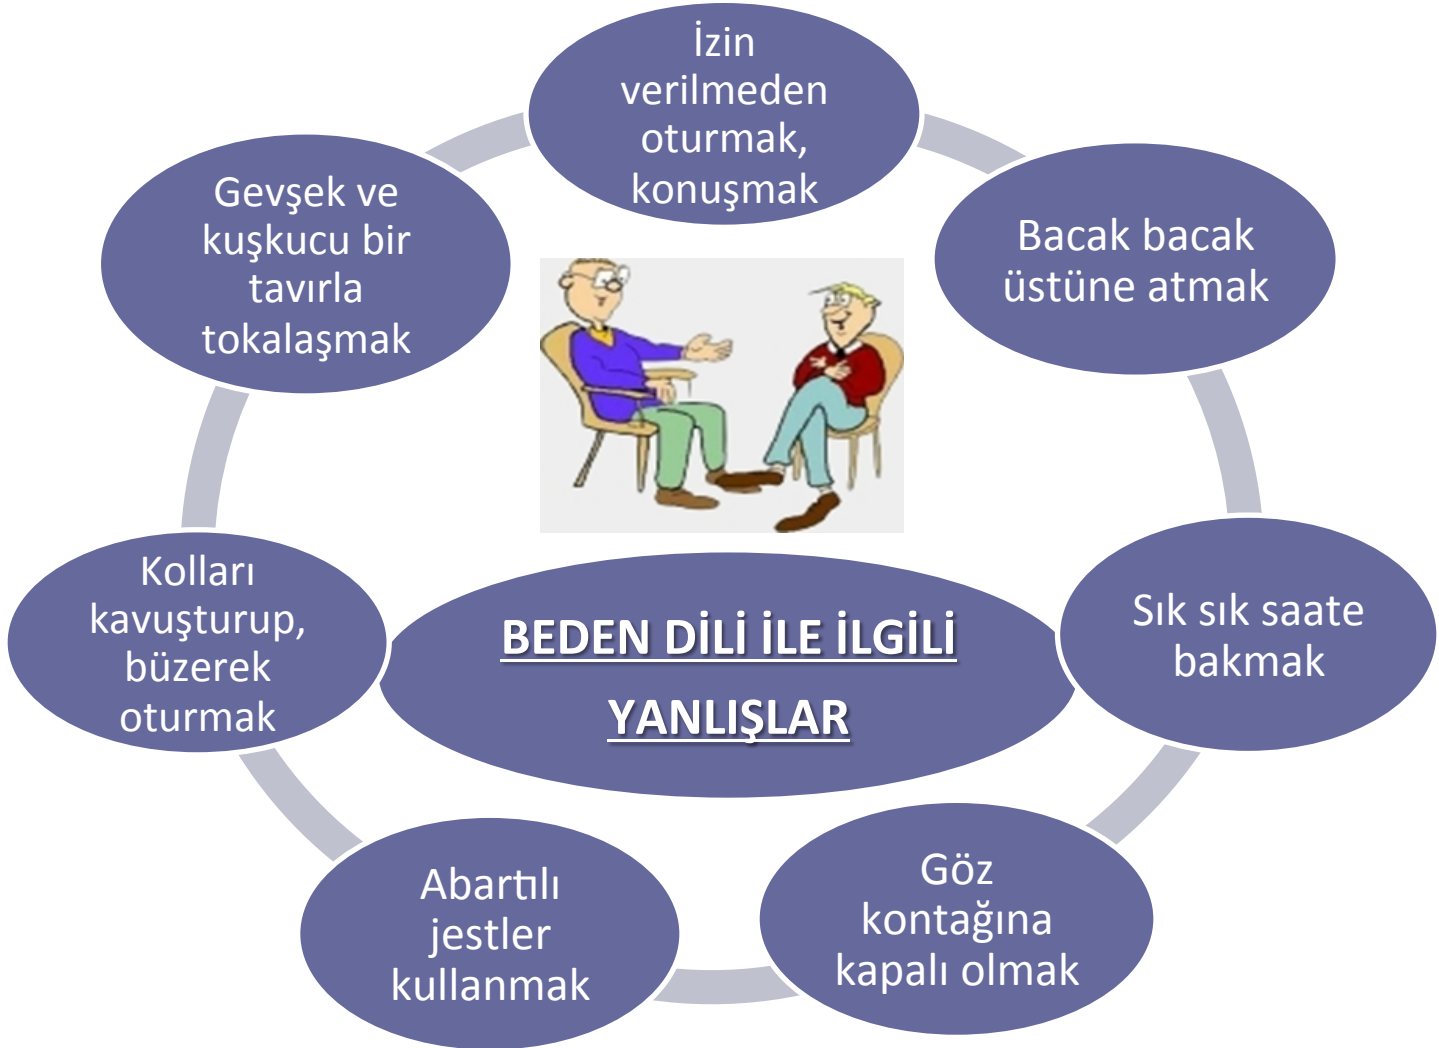 İzin
verilmeden
oturmak,
konuşmak
Bacak bacak
üstüne atmak
Sık sık saate
bakmak
Göz
kontağına
kapalı olmak
Abartılı
jestler
kullanmak
Kolları
kavuşturup,
büzerek
oturmak
Gevşek ve
kuşkucu bir
tavırla
tokalaşmak
BEDEN DİLİ İLE İLGİLİ
YANLIŞLAR